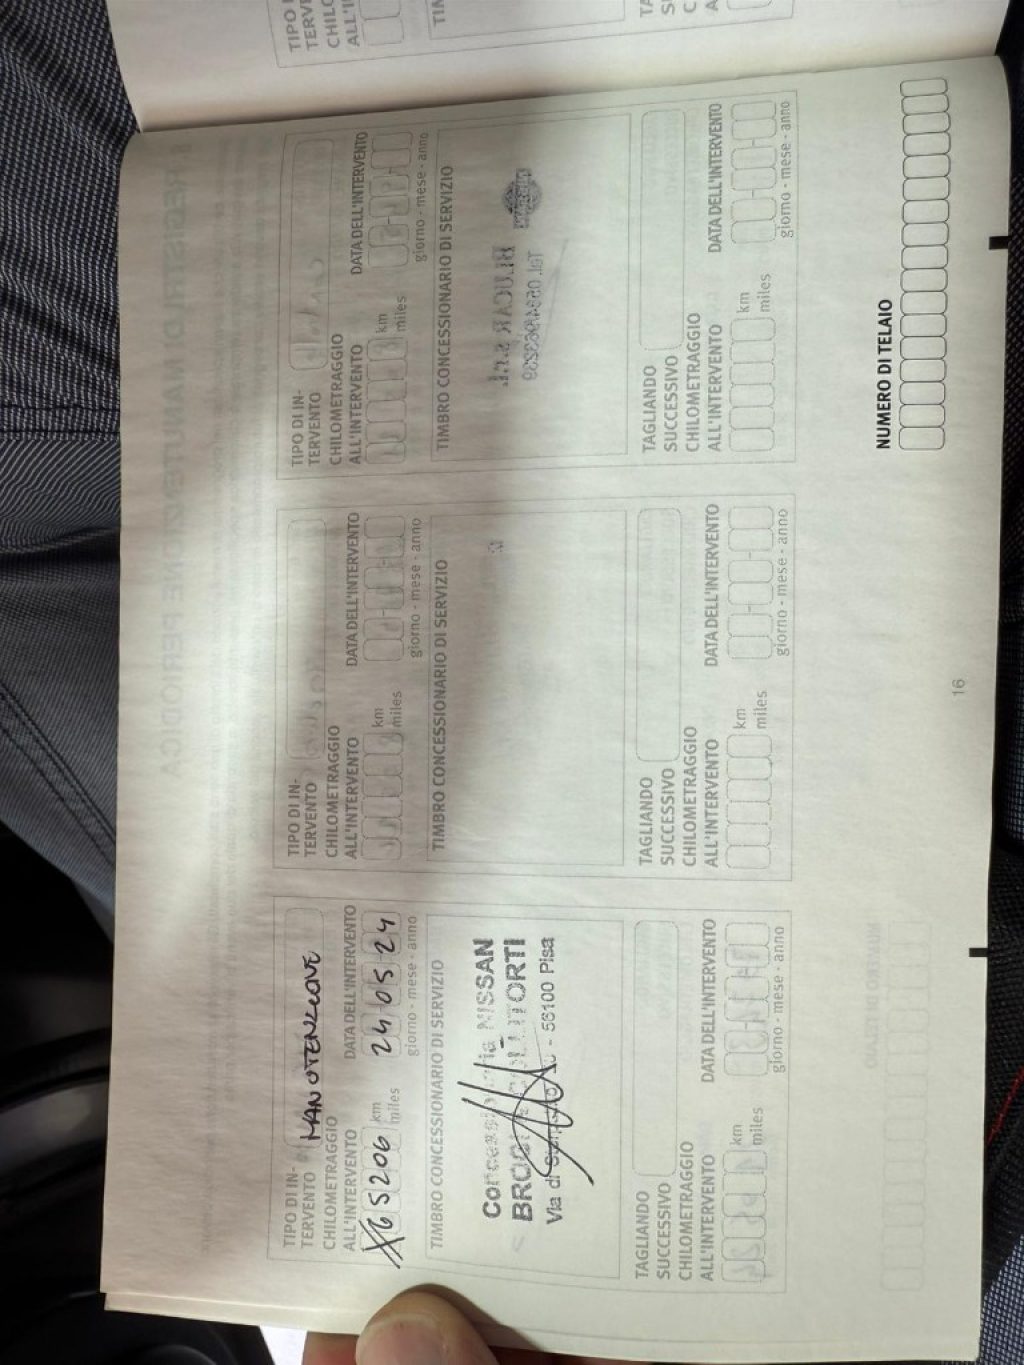 TIPO DI IN-
TERVENTO MANUTENZIONE
CHILOMETRAGGIO
ALL'INTERVENTO
DATA DELL'INTERVENTO
X65206 km
miles
24 05 24
giorno - mese - anno
TIMBRO CONCESSIONARIO DI SERVIZIO
Concessionaria NISSAN
56100 Pisa
TAGLIANDO
SUCCESSIVO
CHILOMETRAGGIO
ALL'INTERVENTO
DATA DELL'INTERVENTO
km
miles
giorno - mese - anno
TIPO DI IN-
TERVENTO
CHILOMETRAGGIO
ALL'INTERVENTO
DATA DELL'INTERVENTO
km
miles
giorno - mese - anno
TIMBRO CONCESSIONARIO DI SERVIZIO
TAGLIANDO
SUCCESSIVO
CHILOMETRAGGIO
ALL'INTERVENTO
DATA DELL'INTERVENTO
km
miles
giorno - mese - anno
TIPO DI IN-
TERVENTO
CHILOMETRAGGIO
ALL'INTERVENTO
DATA DELL'INTERVENTO
km
miles
giorno - mese - anno
TIMBRO CONCESSIONARIO DI SERVIZIO
TAGLIANDO
SUCCESSIVO
CHILOMETRAGGIO
ALL'INTERVENTO
DATA DELL'INTERVENTO
km
miles
giorno - mese - anno
NUMERO DI TELAIO
16